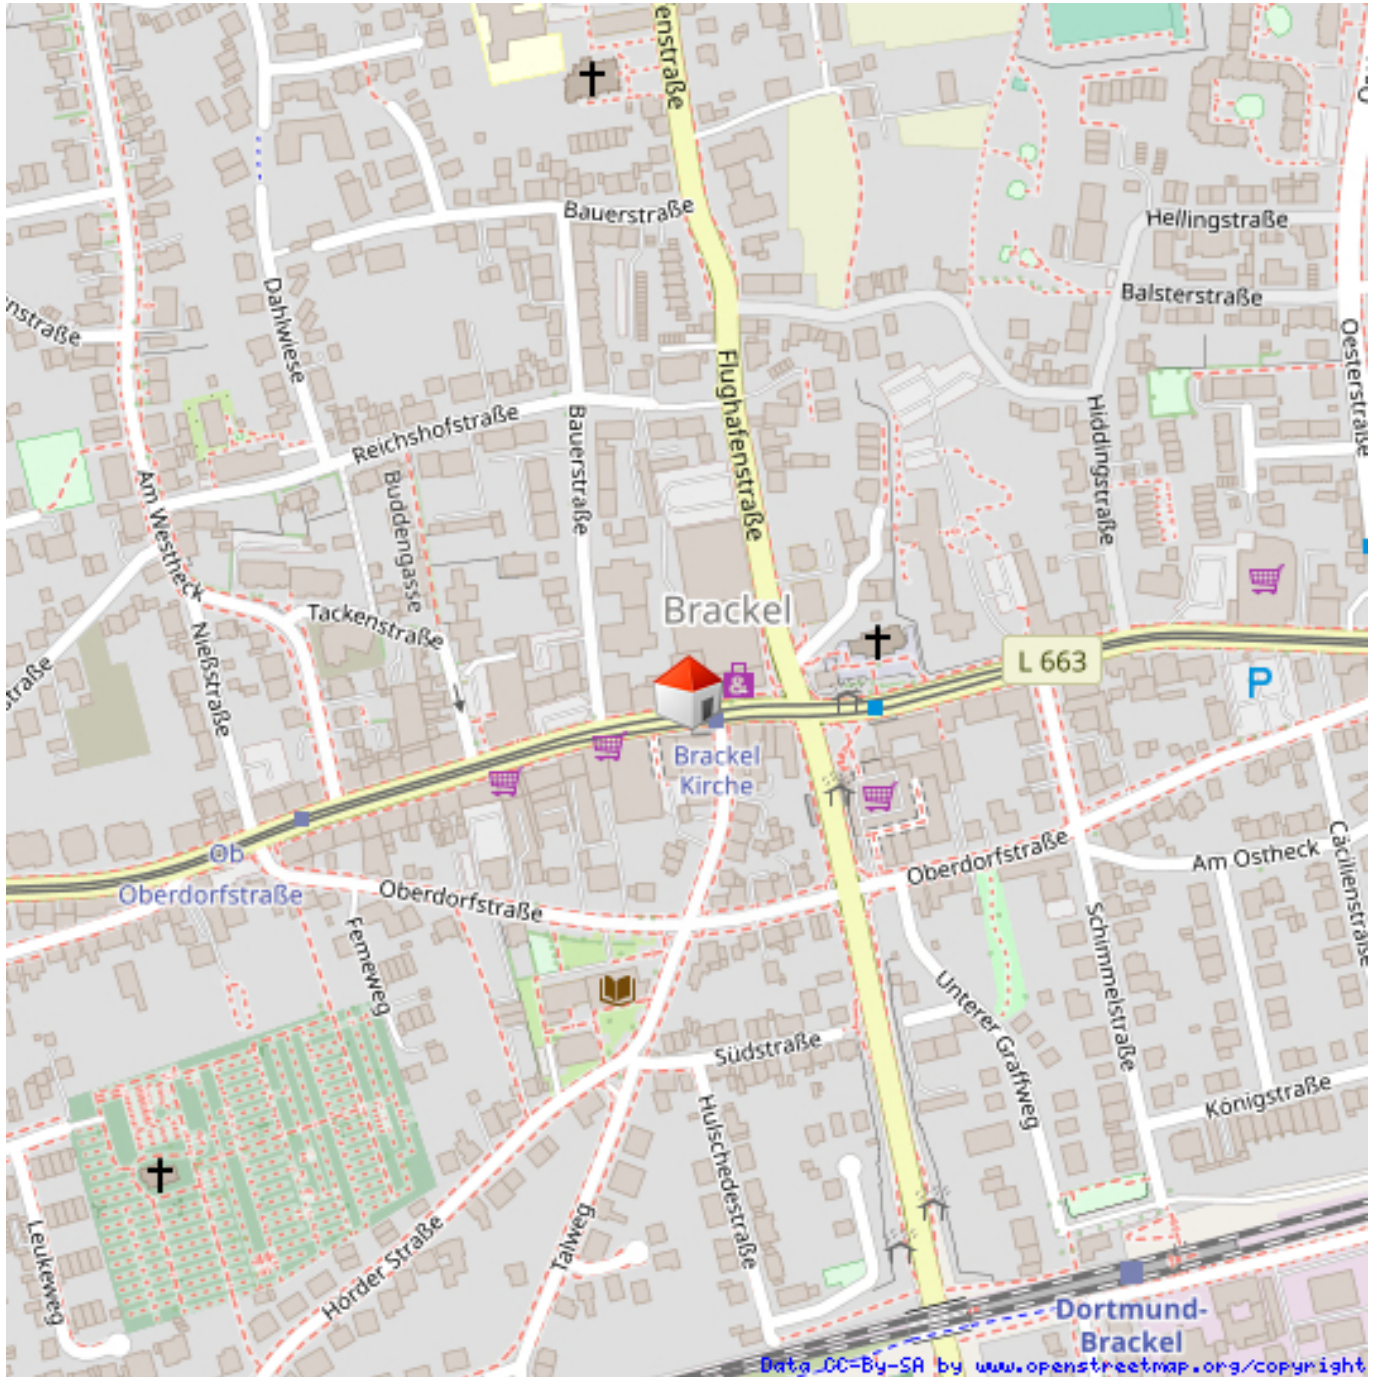 enstraße
Bauerstraße
Hellingstraße
Balsterstraße
nstraße
Dahlwiese
Oesterstraße
Flughafenstraße
Reichshofstraße
Bauerstraße
Hiddingstraße
Buddengasse
Am Westheck
Brackel
Tackenstraße
Nießstraße
straße
L 663
P
Brackel
Kirche
Ob
Oberdorfstraße
Oberdorfstraße
Oberdorfstraße
Am Ostheck
Cäcilienstraße
Femeweg
Schimmelstraße
Unterer Graffweg
Südstraße
Königstraße
Hulschedestraße
Leukeweg
Hörder Straße
Talweg
Dortmund-
Brackel
Data CC-By-SA by www.openstreetmap.org/copyright